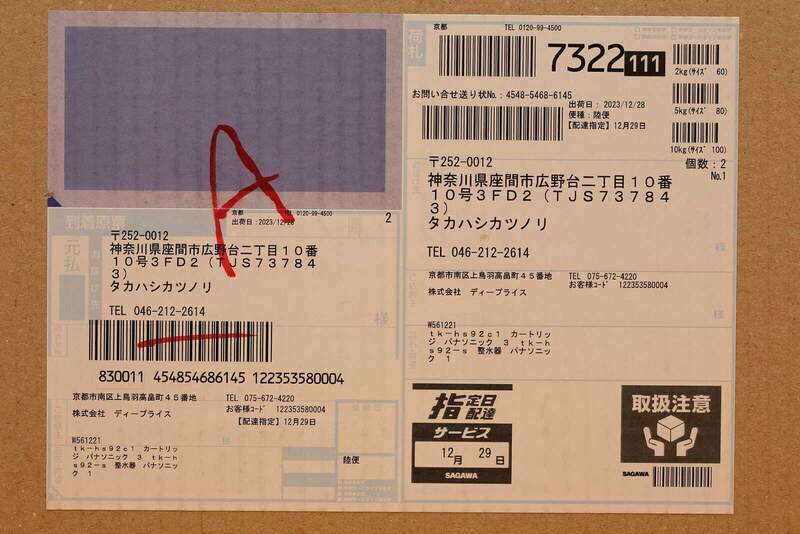 A
到着原票
元払
京都 TEL 0120-99-4500
出荷日:2023/12/28
2
〒252-0012
神奈川県座間市広野台二丁目10番
10号3FD2(TJS73784
3)
タカハシカツノリ
様
TEL 046-212-2614
830011 454854686145 122353580004
京都市南区上鳥羽高畠町45番地 TEL 075-672-4220
お客様コード 122353580004
株式会社 ディープライス
【配達指定】12月29日
W561221
tk-hs92c1 カートリッ
ジ パナソニック 3 tk-h
s92-s 整水器 パナソニッ
ク 1
陸便
荷札
京都 TEL 0120-99-4500
7322 111
2kg(サイズ 60)
5kg(サイズ 80)
10kg(サイズ 100)
お問い合せ送り状No.:4548-5468-6145
出荷日:2023/12/28
便種:陸便
【配達指定】12月29日
個数:2
No.1
〒252-0012
神奈川県座間市広野台二丁目10番
10号3FD2(TJS73784
3)
タカハシカツノリ
様
TEL 046-212-2614
京都市南区上鳥羽高畠町45番地 TEL 075-672-4220
お客様コード 122353580004
株式会社 ディープライス
様
W561221
tk-hs92c1 カートリッ
ジ パナソニック 3 tk-h
s92-s 整水器 パナソニッ
ク 1
指定日配達
サービス
12月 29日
SAGAWA
取扱注意
SAGAWA